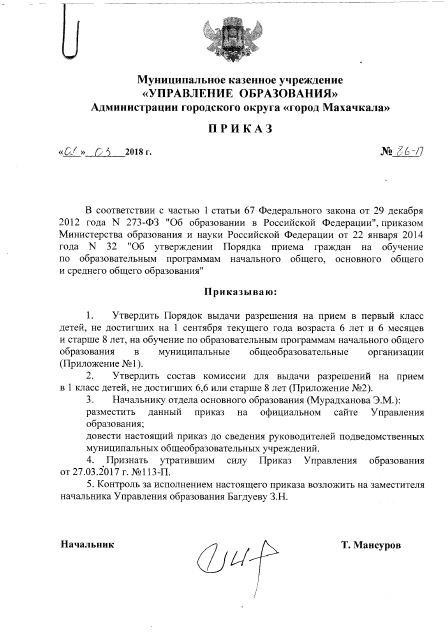 Муниципальное казенное учреждение
«УПРАВЛЕНИЕ ОБРАЗОВАНИЯ»
Администрации городского округа «город Махачкала»
П Р И К А З
«01» 03 2018 г. № 86-П
В соответствии с частью 1 статьи 67 Федерального закона от 29 декабря
2012 года N 273-ФЗ "Об образовании в Российской Федерации", приказом
Министерства образования и науки Российской Федерации от 22 января 2014
года N 32 "Об утверждении Порядка приема граждан на обучение
по образовательным программам начального общего, основного общего
и среднего общего образования"
Приказываю:
1. Утвердить Порядок выдачи разрешения на прием в первый класс
детей, не достигших на 1 сентября текущего года возраста 6 лет и 6 месяцев
и старше 8 лет, на обучение по образовательным программам начального общего
образования в муниципальные общеобразовательные организации
(Приложение №1).
2. Утвердить состав комиссии для выдачи разрешений на прием
в 1 класс детей, не достигших 6,6 или старше 8 лет (Приложение №2).
3. Начальнику отдела основного образования (Мурадханова Э.М.):
разместить данный приказ на официальном сайте Управления
образования;
довести настоящий приказ до сведения руководителей подведомственных
муниципальных общеобразовательных учреждений.
4. Признать утратившим силу Приказ Управления образования
от 27.03.2017 г. №113-П.
5. Контроль за исполнением настоящего приказа возложить на заместителя
начальника Управления образования Багдуеву З.Н.
Начальник Т. Мансуров